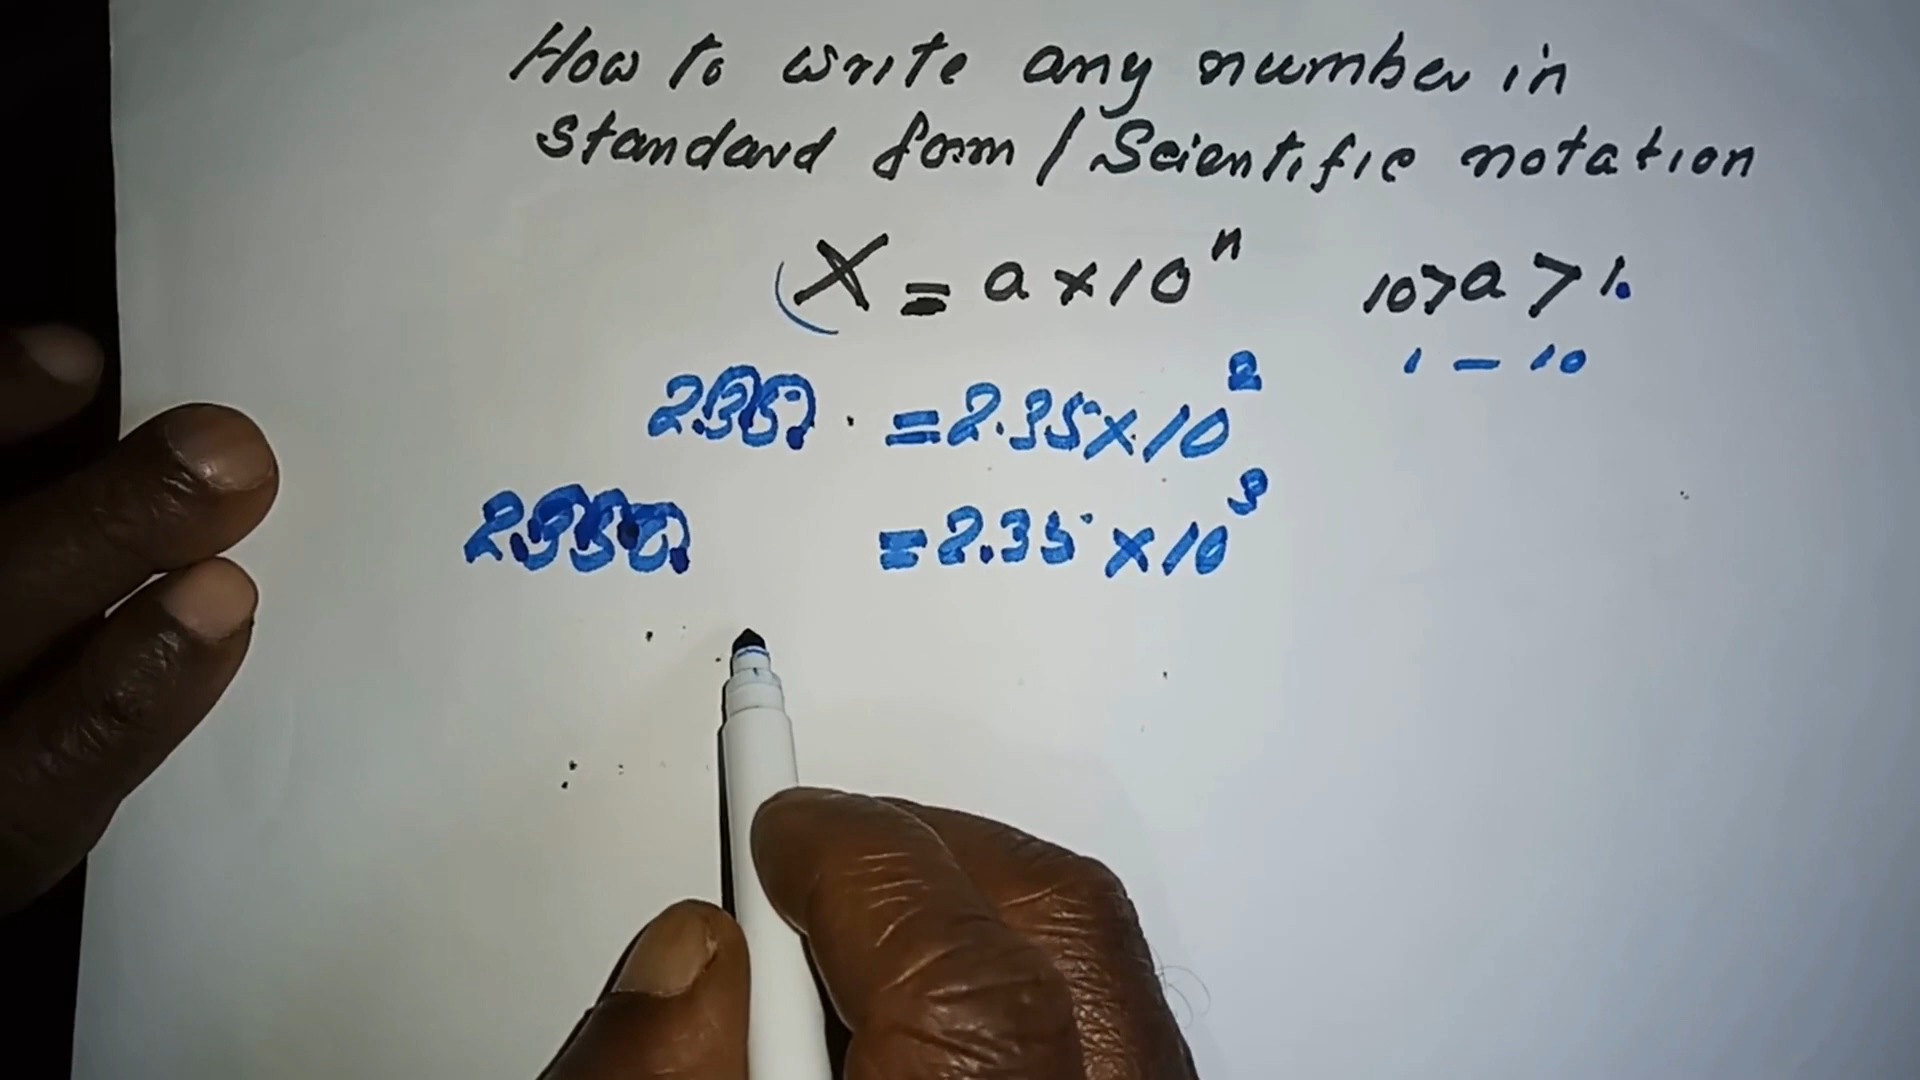 How to write any number in
standard form / Scientific notation
X = a × 10ⁿ 10 > a > 1.
1 – 10
235. = 2.35 × 10²
2350. = 2.35 × 10³